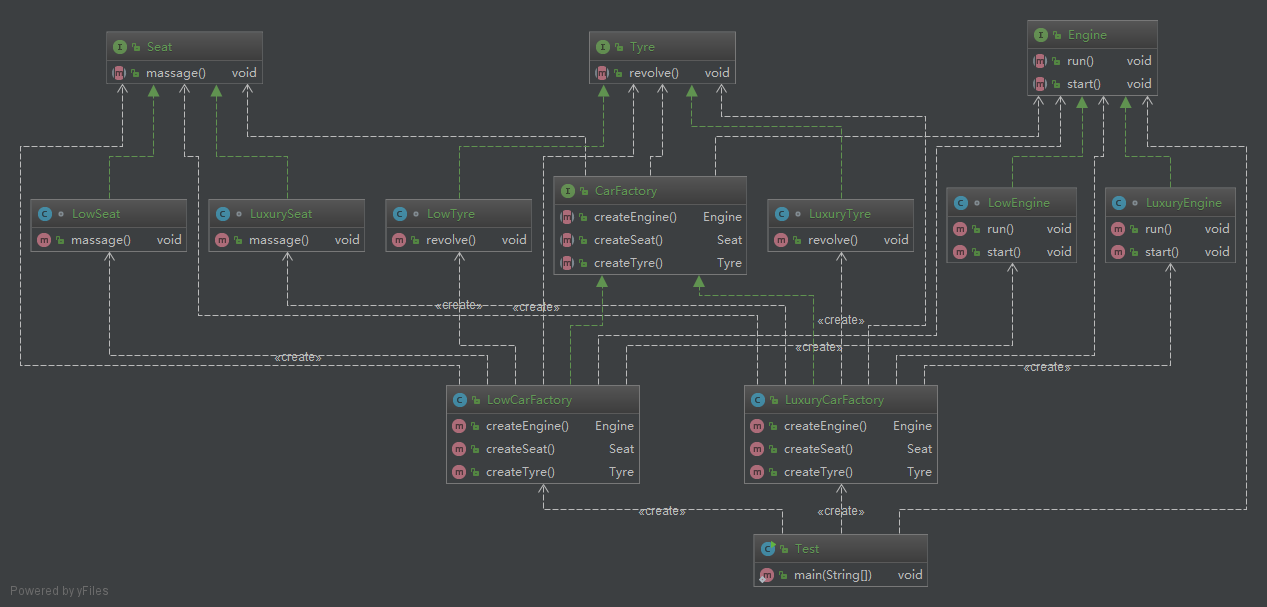 Seat
massage() void
Tyre
revolve() void
Engine
run() void
start() void
LowSeat
massage() void
LuxurySeat
massage() void
LowTyre
revolve() void
CarFactory
createEngine() Engine
createSeat() Seat
createTyre() Tyre
LuxuryTyre
revolve() void
LowEngine
run() void
start() void
LuxuryEngine
run() void
start() void
«create»
«create»
«create»
«create»
«create»
«create»
LowCarFactory
createEngine() Engine
createSeat() Seat
createTyre() Tyre
LuxuryCarFactory
createEngine() Engine
createSeat() Seat
createTyre() Tyre
«create»
«create»
Test
main(String[]) void
Powered by yFiles